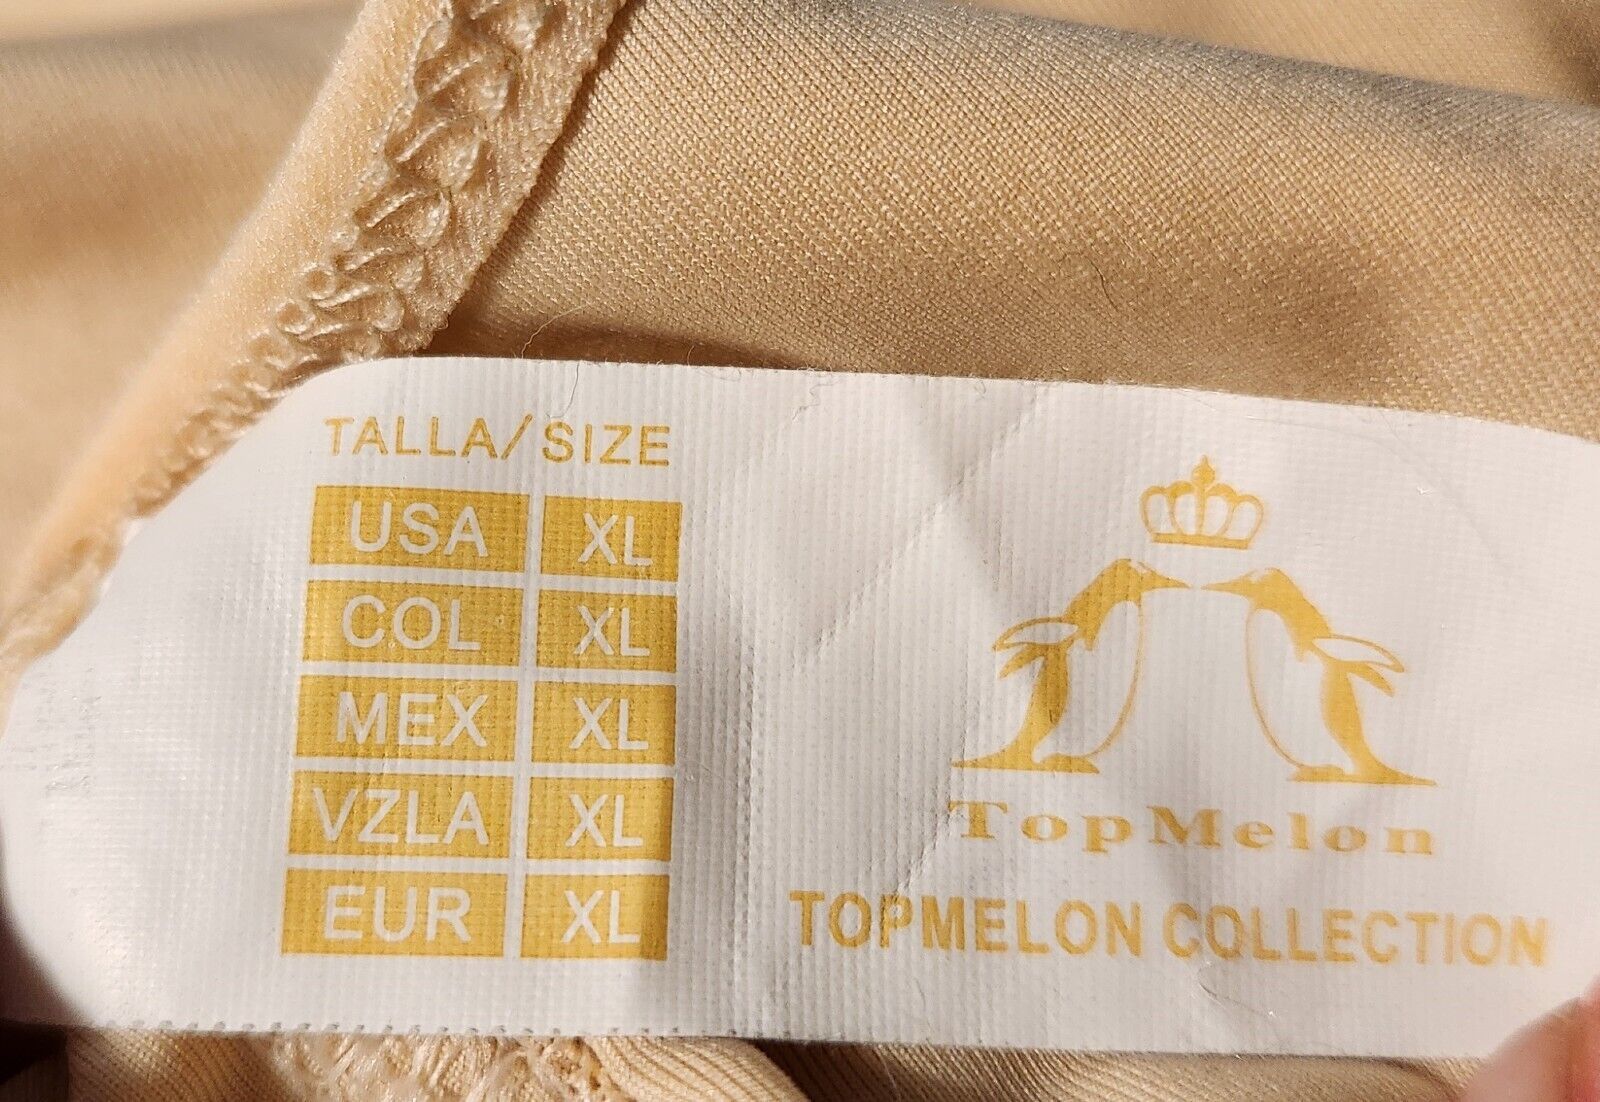 TALLA/SIZE
USA XL
COL XL
MEX XL
VZLA XL
EUR XL
TopMelon
TOPMELON COLLECTION